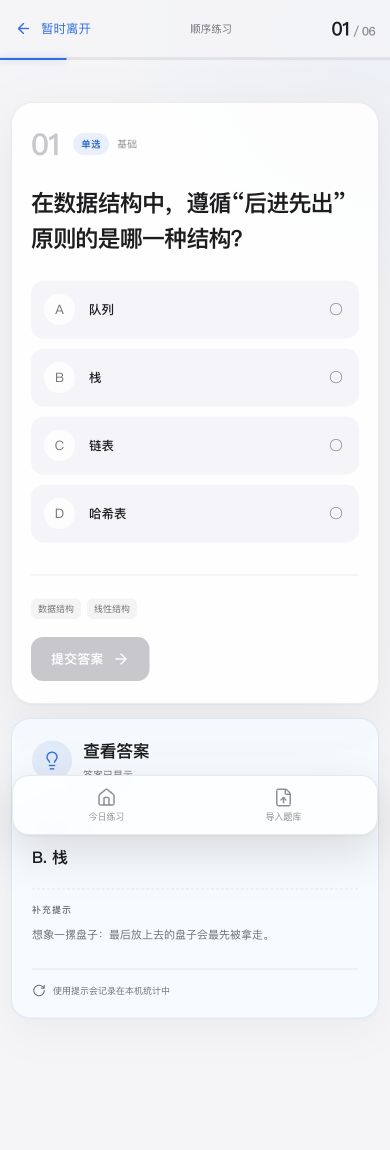 暂时离开
顺序练习
01 / 06
01 单选 基础
在数据结构中，遵循“后进先出”
原则的是哪一种结构？
A 队列
B 栈
C 链表
D 哈希表
数据结构 线性结构
提交答案
查看答案
答案已显示
今日练习 导入题库
B. 栈
补充提示
想象一摞盘子：最后放上去的盘子会最先被拿走。
使用提示会记录在本机统计中